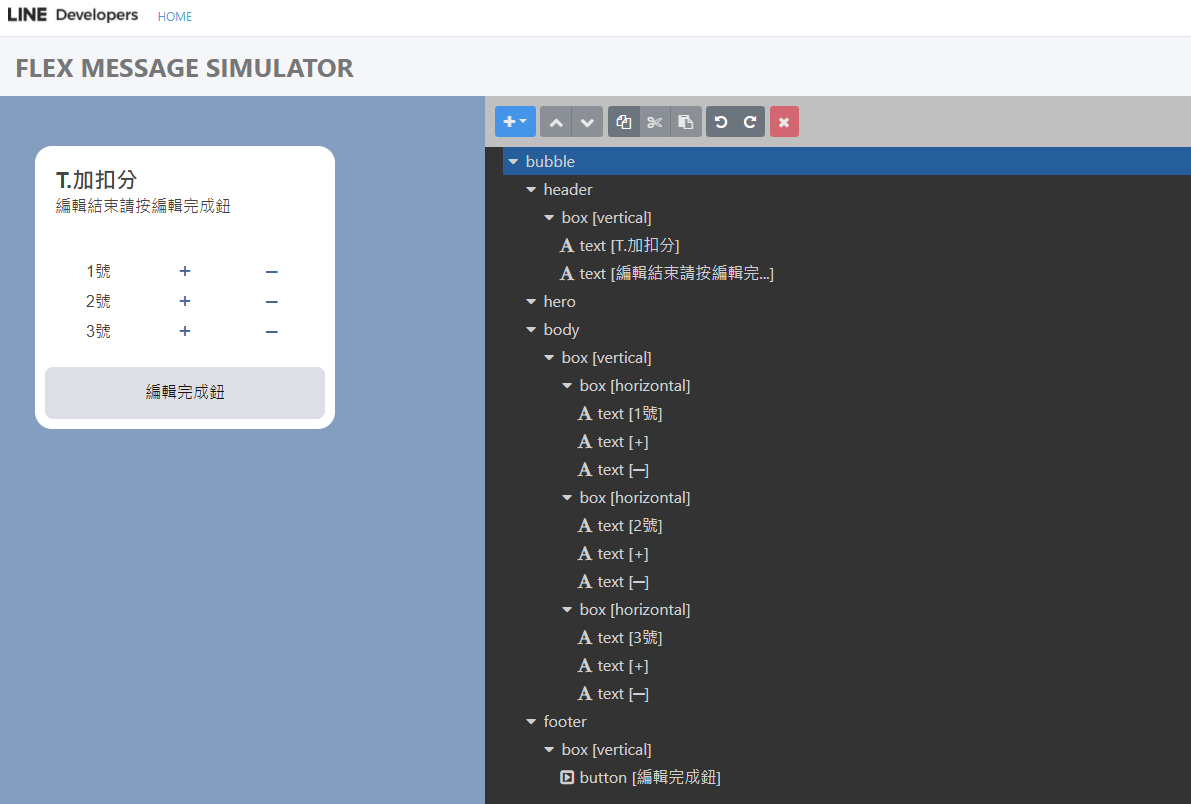 LINE Developers HOME
FLEX MESSAGE SIMULATOR
T.加扣分
編輯結束請按編輯完成鈕
1號 + −
2號 + −
3號 + −
編輯完成鈕
bubble
header
box [vertical]
text [T.加扣分]
text [編輯結束請按編輯完...]
hero
body
box [vertical]
box [horizontal]
text [1號]
text [+]
text [─]
box [horizontal]
text [2號]
text [+]
text [─]
box [horizontal]
text [3號]
text [+]
text [─]
footer
box [vertical]
button [編輯完成鈕]